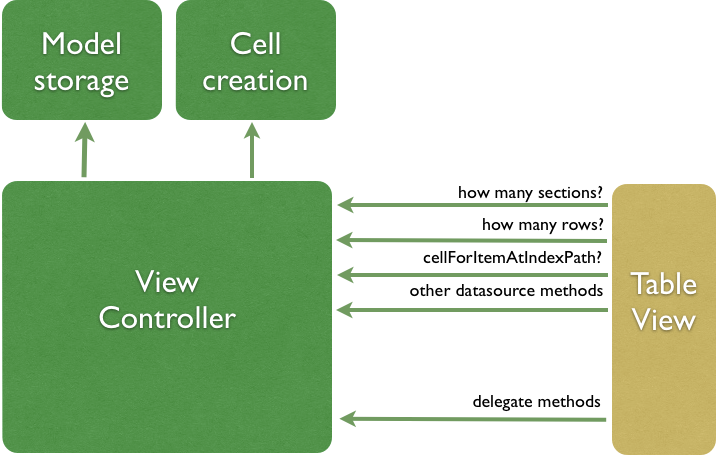 Model
storage
Cell
creation
how many sections?
how many rows?
cellForItemAtIndexPath?
other datasource methods
View
Controller
Table
View
delegate methods